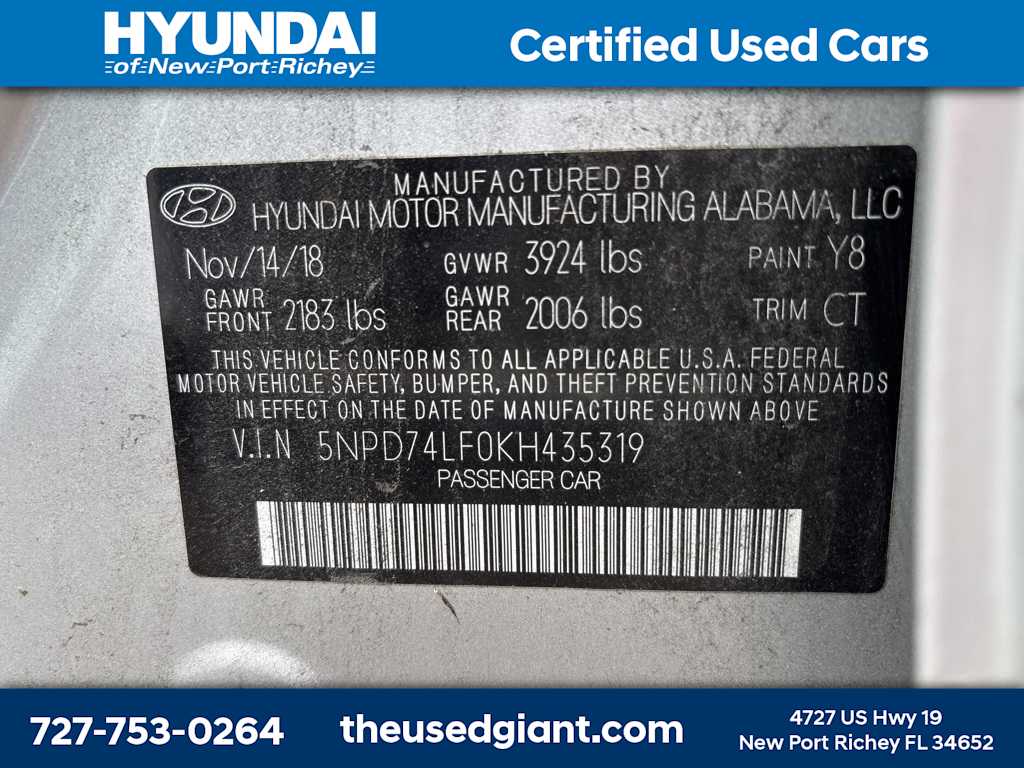 HYUNDAI
of New Port Richey
Certified Used Cars
MANUFACTURED BY
HYUNDAI MOTOR MANUFACTURING ALABAMA, LLC
Nov/14/18 GVWR 3924 lbs PAINT Y8
GAWR FRONT 2183 lbs GAWR REAR 2006 lbs TRIM CT
THIS VEHICLE CONFORMS TO ALL APPLICABLE U.S.A. FEDERAL
MOTOR VEHICLE SAFETY, BUMPER, AND THEFT PREVENTION STANDARDS
IN EFFECT ON THE DATE OF MANUFACTURE SHOWN ABOVE.
V.I.N 5NPD74LF0KH435319
PASSENGER CAR
727-753-0264
theusedgiant.com
4727 US Hwy 19
New Port Richey FL 34652